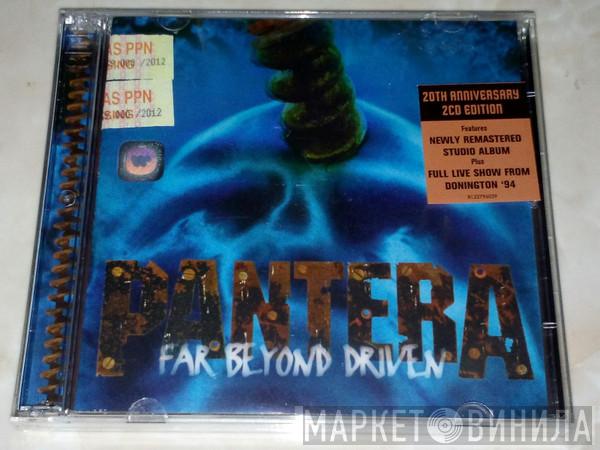 AS PPN
SING
/2012
AS PPN
/2012
20TH ANNIVERSARY
2CD EDITION
Features
NEWLY REMASTERED
STUDIO ALBUM
Plus
FULL LIVE SHOW FROM
DONINGTON '94
PANTERA
FAR BEYOND DRIVEN
МАРКЕТ ВИНИЛА